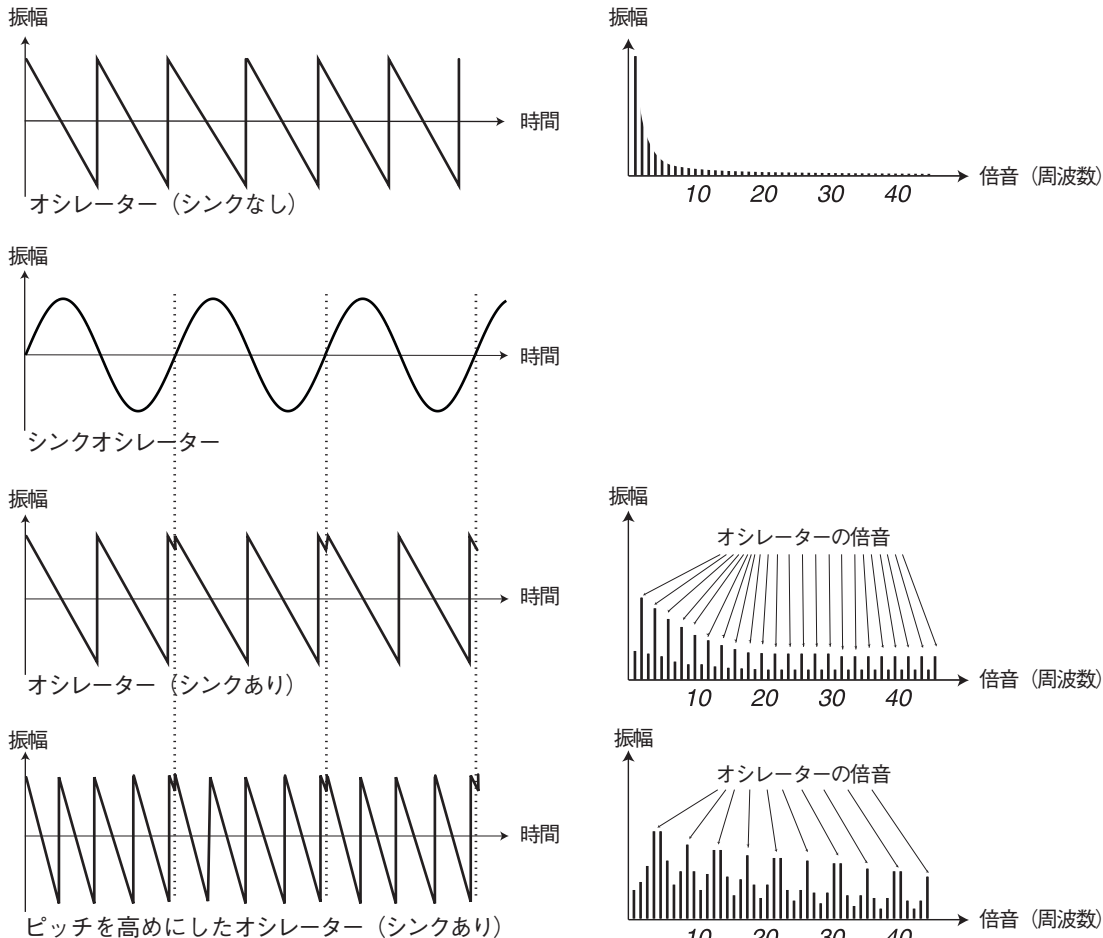 振幅
時間
オシレーター（シンクなし）
振幅
倍音（周波数）
10 20 30 40
振幅
時間
シンクオシレーター
振幅
時間
オシレーター（シンクあり）
振幅
オシレーターの倍音
倍音（周波数）
10 20 30 40
振幅
時間
ピッチを高めにしたオシレーター（シンクあり）
振幅
オシレーターの倍音
倍音（周波数）
10 20 30 40